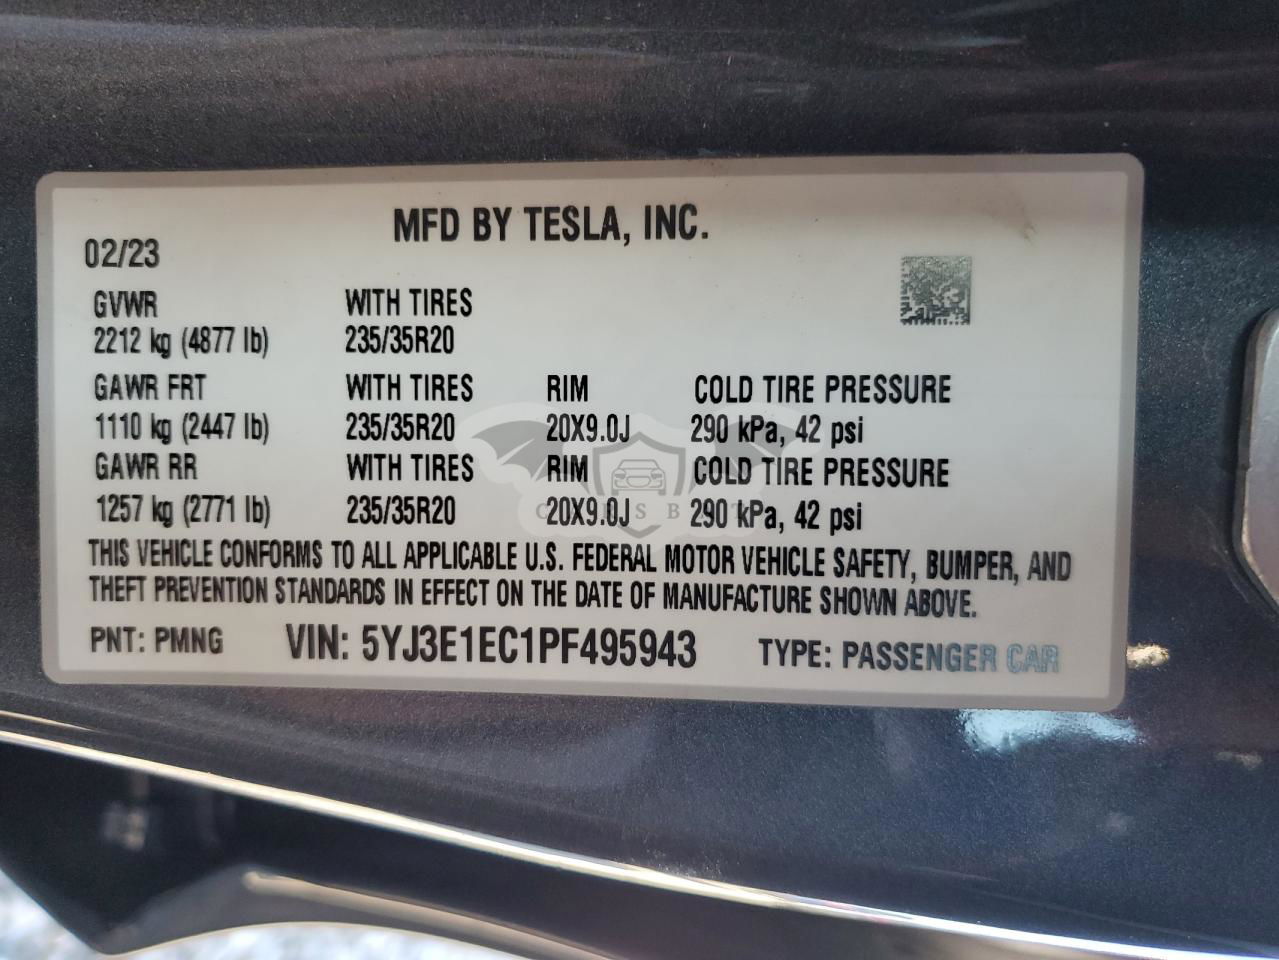 MFD BY TESLA, INC.
02/23
GVWR WITH TIRES
2212 kg (4877 lb) 235/35R20
GAWR FRT WITH TIRES RIM COLD TIRE PRESSURE
1110 kg (2447 lb) 235/35R20 20X9.0J 290 kPa, 42 psi
GAWR RR WITH TIRES RIM COLD TIRE PRESSURE
1257 kg (2771 lb) 235/35R20 20X9.0J 290 kPa, 42 psi
THIS VEHICLE CONFORMS TO ALL APPLICABLE U.S. FEDERAL MOTOR VEHICLE SAFETY, BUMPER, AND
THEFT PREVENTION STANDARDS IN EFFECT ON THE DATE OF MANUFACTURE SHOWN ABOVE.
PNT: PMNG VIN: 5YJ3E1EC1PF495943 TYPE: PASSENGER CAR